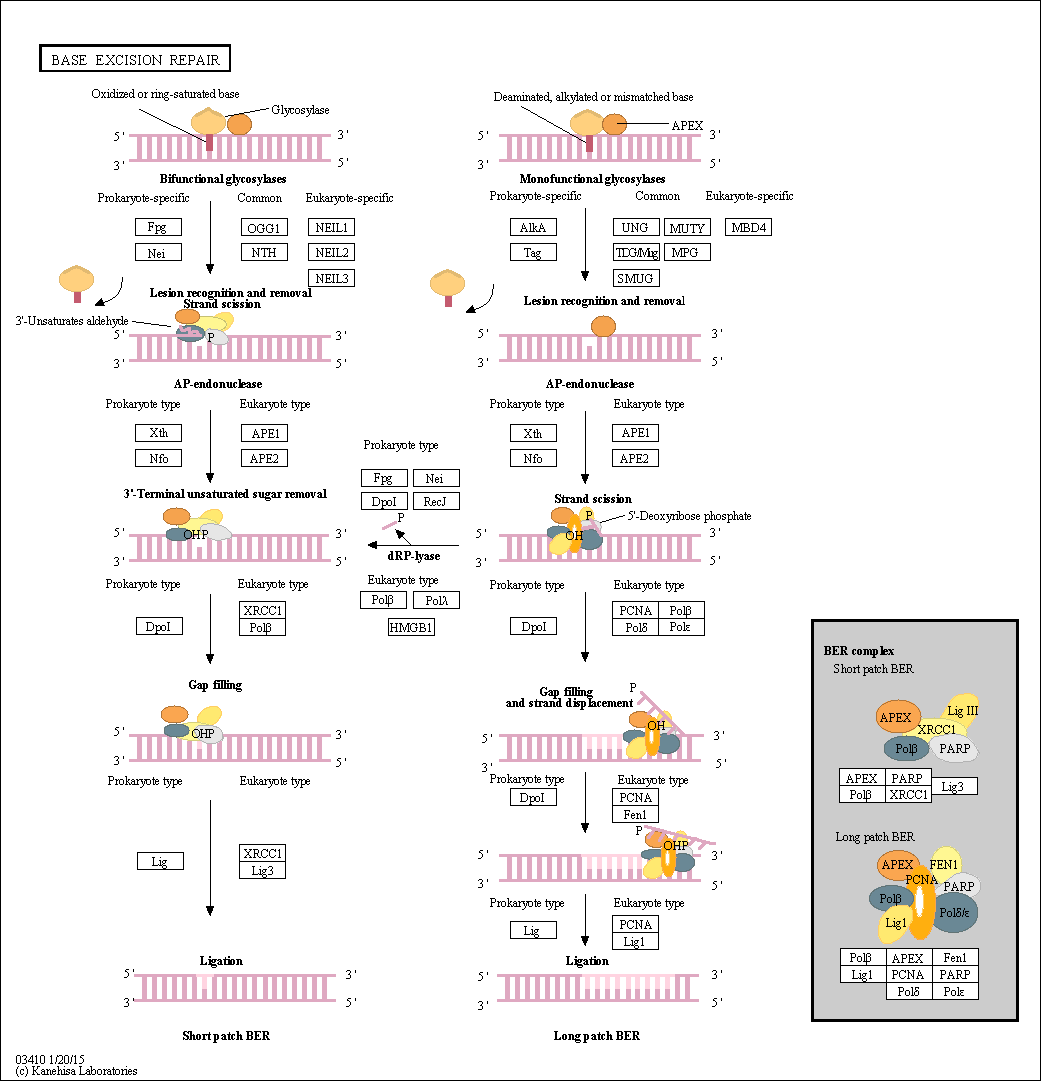 BASE EXCISION REPAIR
Oxidized or ring-saturated base
Glycosylase
5' 3'
3' 5'
Bifunctional glycosylases
Prokaryote-specific Common Eukaryote-specific
Fpg OGG1 NEIL1
Nei NTH NEIL2
NEIL3
Lesion recognition and removal
Strand scission
3'-Unsaturates aldehyde
P
5' 3'
3' 5'
AP-endonuclease
Prokaryote type Eukaryote type
Xth APE1
Nfo APE2
3'-Terminal unsaturated sugar removal
OHP
5' 3'
3' 5'
Prokaryote type Eukaryote type
XRCC1
DpoI Polβ
Gap filling
OHP
5' 3'
3' 5'
Prokaryote type Eukaryote type
XRCC1
Lig Lig3
Ligation
5' 3'
3' 5'
Short patch BER
Prokaryote type
Fpg Nei
DpoI RecJ
P
dRP-lyase
Eukaryote type
Polβ Polλ
HMGB1
Deaminated, alkylated or mismatched base
APEX
5' 3'
3' 5'
Monofunctional glycosylases
Prokaryote-specific Common Eukaryote-specific
AlkA UNG MUTY MBD4
Tag TDG/Mug MPG
SMUG
Lesion recognition and removal
5' 3'
3' 5'
AP-endonuclease
Prokaryote type Eukaryote type
Xth APE1
Nfo APE2
Strand scission
P
5'-Deoxyribose phosphate
OH
5' 3'
3' 5'
Prokaryote type Eukaryote type
PCNA Polβ
DpoI Polδ Polε
Gap filling
and strand displacement
P
OH
5' 3'
3' 5'
Prokaryote type Eukaryote type
DpoI PCNA
Fen1
P
OHP
5' 3'
3' 5'
Prokaryote type Eukaryote type
PCNA
Lig Lig1
Ligation
5' 3'
3' 5'
Long patch BER
BER complex
Short patch BER
Lig III
APEX
XRCC1
Polβ PARP
APEX PARP
Lig3
Polβ XRCC1
Long patch BER
APEX FEN1
PCNA
PARP
Polβ
Polδ/ε
Lig1
Polβ APEX Fen1
Lig1 PCNA PARP
Polδ Polε
03410 1/20/15
(c) Kanehisa Laboratories